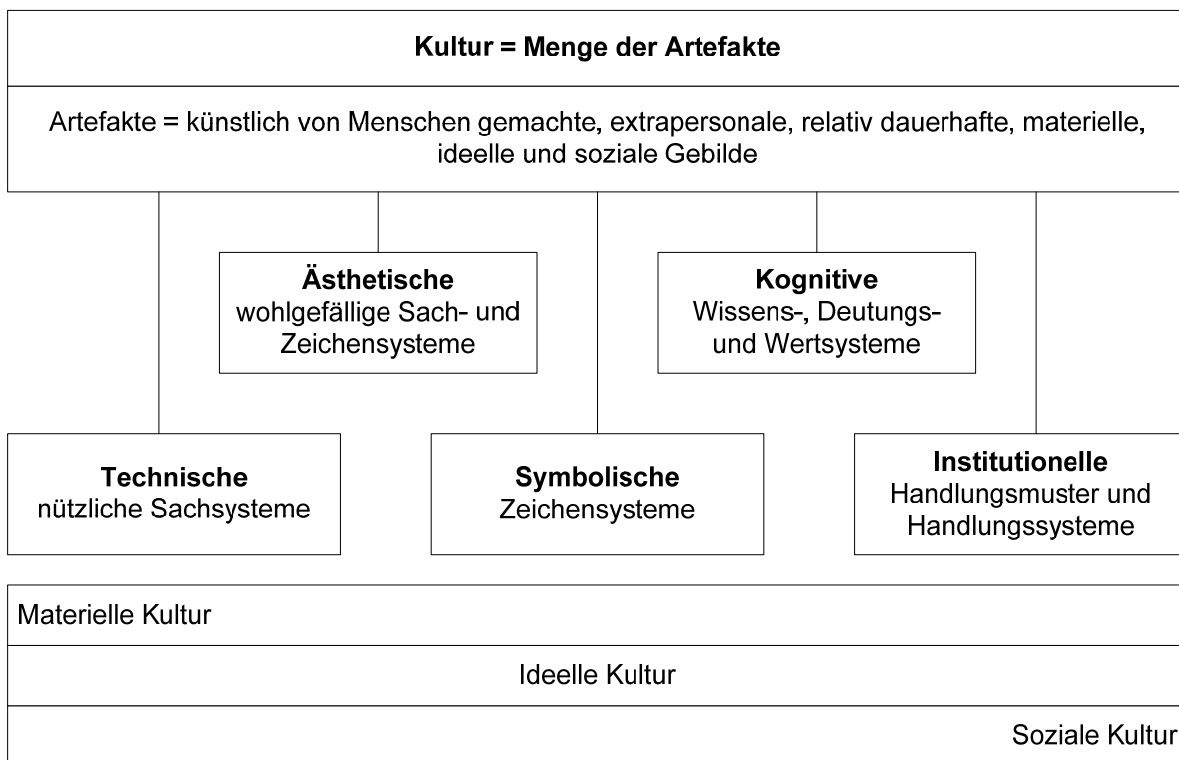 Kultur = Menge der Artefakte
Artefakte = künstlich von Menschen gemachte, extrapersonale, relativ dauerhafte, materielle,
ideelle und soziale Gebilde
Ästhetische
wohlgefällige Sach- und
Zeichensysteme
Kognitive
Wissens-, Deutungs-
und Wertsysteme
Technische
nützliche Sachsysteme
Symbolische
Zeichensysteme
Institutionelle
Handlungsmuster und
Handlungssysteme
Materielle Kultur
Ideelle Kultur
Soziale Kultur